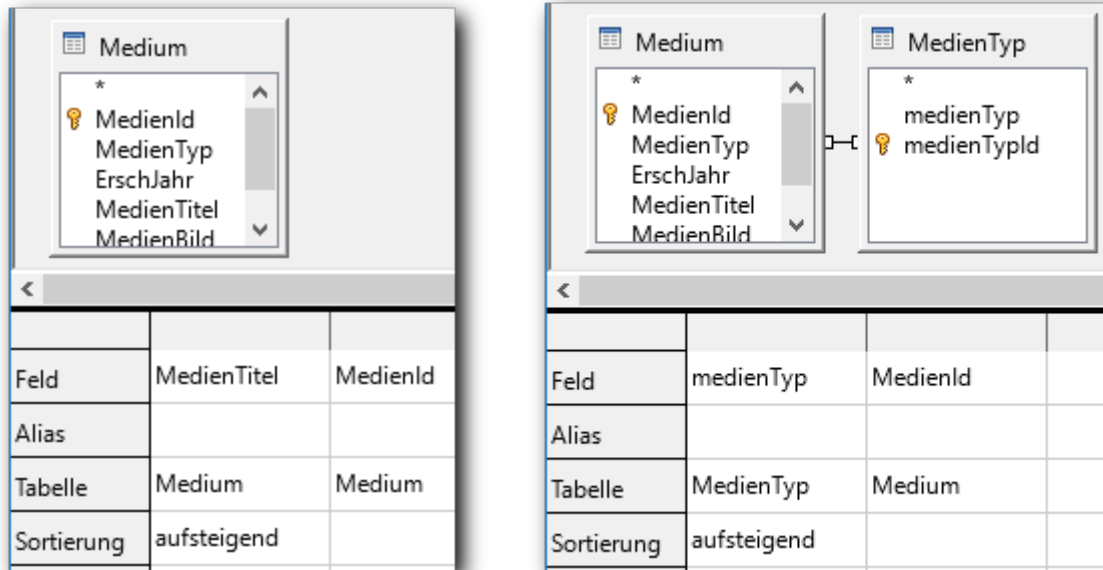 Medium
*
MedienId
MedienTyp
ErschJahr
MedienTitel
MedienBild
Feld MedienTitel MedienId
Alias
Tabelle Medium Medium
Sortierung aufsteigend
Medium
*
MedienId
MedienTyp
ErschJahr
MedienTitel
MedienBild
MedienTyp
*
medienTyp
medienTypId
Feld medienTyp MedienId
Alias
Tabelle MedienTyp Medium
Sortierung aufsteigend